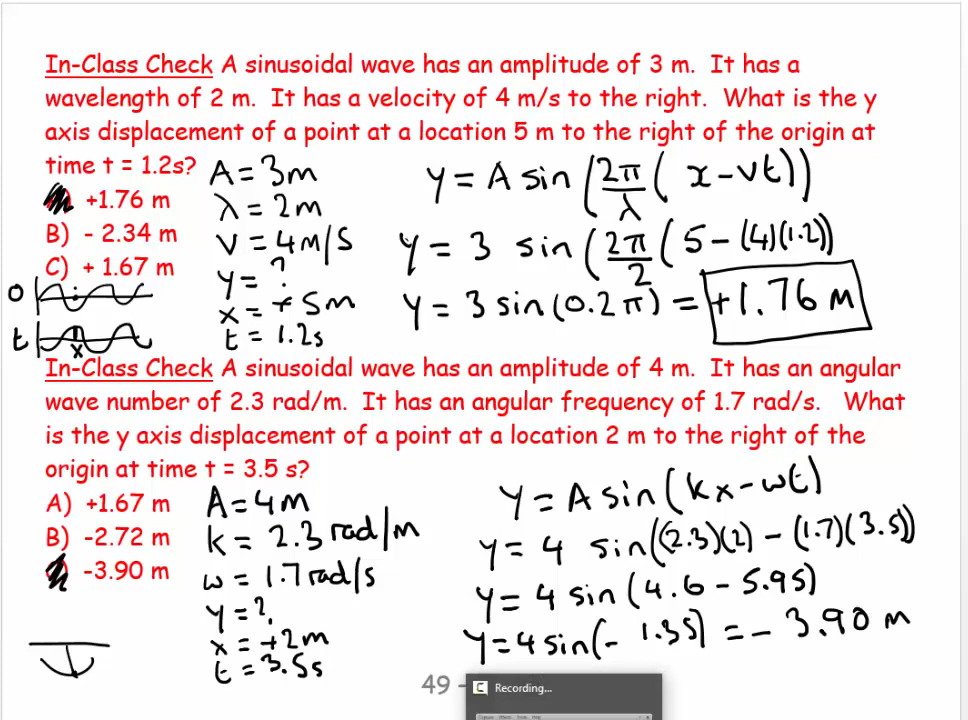 In-Class Check A sinusoidal wave has an amplitude of 3 m. It has a
wavelength of 2 m. It has a velocity of 4 m/s to the right. What is the y
axis displacement of a point at a location 5 m to the right of the origin at
time t = 1.2s?
+1.76 m
B) - 2.34 m
C) + 1.67 m
0
t
x
A = 3m
λ = 2m
V = 4m/s
y = ?
x = +5m
t = 1.2s
y = A sin (2π/λ (x-vt))
y = 3 sin (2π/2 (5-(4)(1.2))
y = 3 sin(0.2π) = +1.76 m
In-Class Check A sinusoidal wave has an amplitude of 4 m. It has an angular
wave number of 2.3 rad/m. It has an angular frequency of 1.7 rad/s. What
is the y axis displacement of a point at a location 2 m to the right of the
origin at time t = 3.5 s?
A) +1.67 m
B) -2.72 m
-3.90 m
A = 4m
k = 2.3 rad/m
ω = 1.7 rad/s
y = ?
x = +2m
t = 3.5s
y = A sin(kx-ωt)
y = 4 sin((2.3)(2) - (1.7)(3.5))
y = 4 sin(4.6 - 5.95)
y = 4 sin(-1.35) = -3.90 m
49 -
Recording...